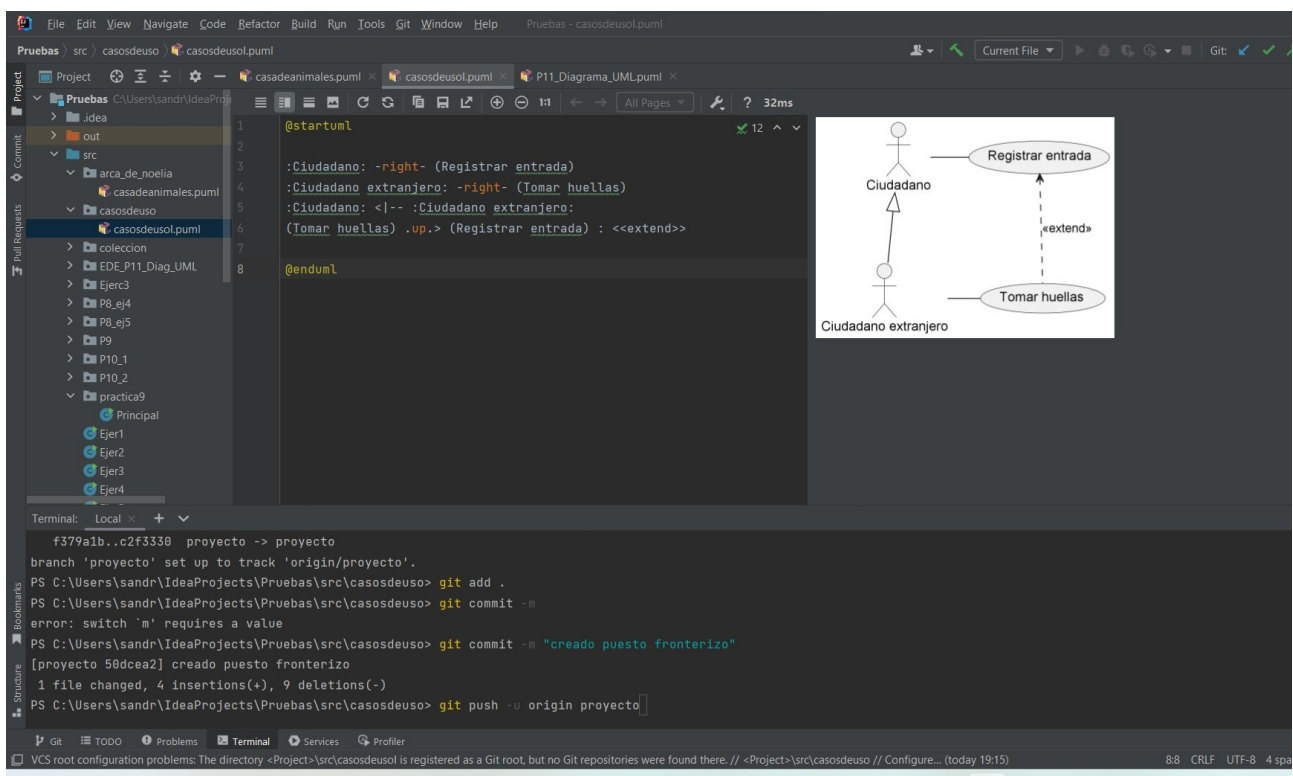 File Edit View Navigate Code Refactor Build Run Tools Git Window Help Pruebas - casosdeusol.puml
Pruebas src casosdeuso casosdeusol.puml Current File Git:
Project casadeanimales.puml casosdeusol.puml P11_Diagrama_UML.puml
Project
Commit
Pull Requests
Pruebas C:\Users\sandr\IdeaProje
.idea
out
src
arca_de_noelia
casadeanimales.puml
casosdeuso
casosdeusol.puml
coleccion
EDE_P11_Diag_UML
Ejerc3
P8_ej4
P8_ej5
P9
P10_1
P10_2
practica9
Principal
Ejer1
Ejer2
Ejer3
Ejer4
1:1 All Pages ? 32ms
12
1 @startuml
2
3 :Ciudadano: -right- (Registrar entrada)
4 :Ciudadano extranjero: -right- (Tomar huellas)
5 :Ciudadano: <|-- :Ciudadano extranjero:
6 (Tomar huellas) .up.> (Registrar entrada) : <<extend>>
7
8 @enduml
Registrar entrada
Ciudadano
«extend»
Tomar huellas
Ciudadano extranjero
Terminal: Local
f379a1b..c2f3330 proyecto -> proyecto
branch 'proyecto' set up to track 'origin/proyecto'.
PS C:\Users\sandr\IdeaProjects\Pruebas\src\casosdeuso> git add .
PS C:\Users\sandr\IdeaProjects\Pruebas\src\casosdeuso> git commit -m
error: switch `m' requires a value
PS C:\Users\sandr\IdeaProjects\Pruebas\src\casosdeuso> git commit -m "creado puesto fronterizo"
[proyecto 50dcea2] creado puesto fronterizo
1 file changed, 4 insertions(+), 9 deletions(-)
PS C:\Users\sandr\IdeaProjects\Pruebas\src\casosdeuso> git push -u origin proyecto
Bookmarks
Structure
Git TODO Problems Terminal Services Profiler
VCS root configuration problems: The directory <Project>\src\casosdeusol is registered as a Git root, but no Git repositories were found there. // <Project>\src\casosdeuso // Configure... (today 19:15) 8:8 CRLF UTF-8 4 spa